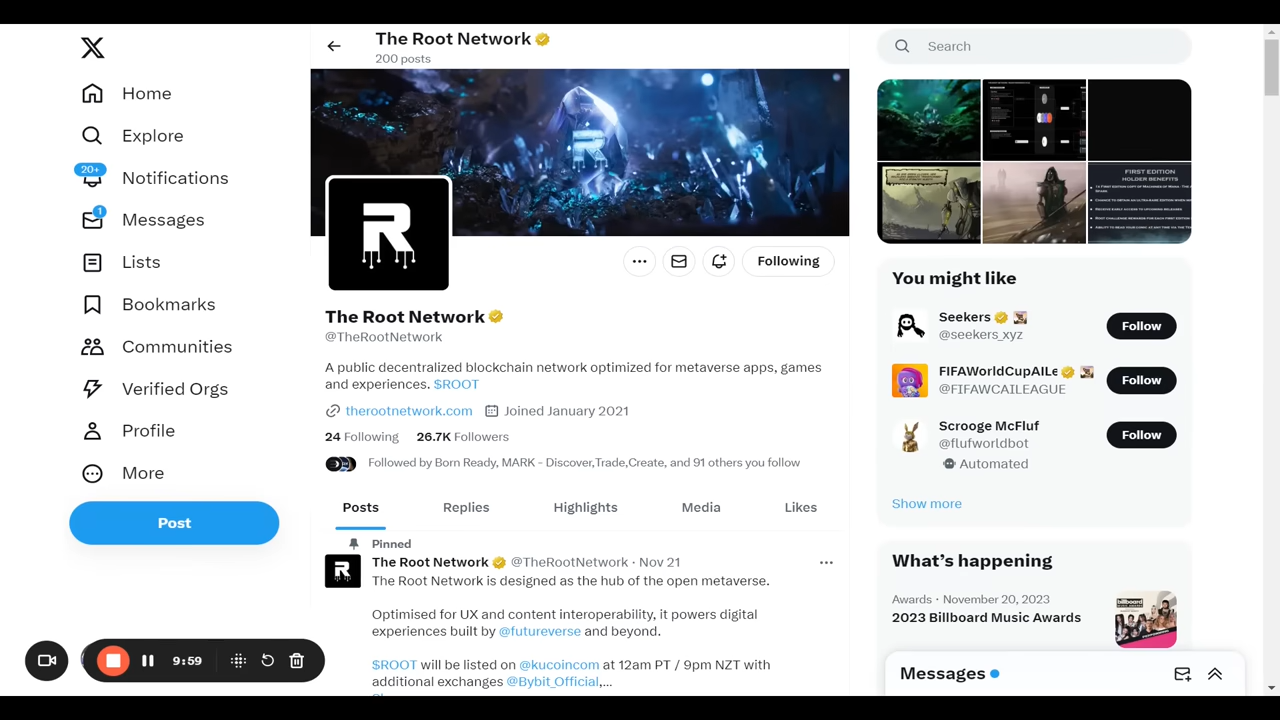 The Root Network
200 posts
Search
Home
Explore
20+
Notifications
1
Messages
Lists
Bookmarks
Communities
Verified Orgs
Profile
More
Post
R
Following
The Root Network
@TheRootNetwork
A public decentralized blockchain network optimized for metaverse apps, games
and experiences. $ROOT
therootnetwork.com Joined January 2021
24 Following 26.7K Followers
Followed by Born Ready, MARK - Discover,Trade,Create, and 91 others you follow
Posts Replies Highlights Media Likes
Pinned
The Root Network @TheRootNetwork · Nov 21
The Root Network is designed as the hub of the open metaverse.
Optimised for UX and content interoperability, it powers digital
experiences built by @futureverse and beyond.
$ROOT will be listed on @kucoincom at 12am PT / 9pm NZT with
additional exchanges @Bybit_Official,...
FIRST EDITION
HOLDER BENEFITS
You might like
Seekers
@seekers_xyz
Follow
FIFAWorldCupAILe
@FIFAWCAILEAGUE
Follow
Scrooge McFluf
@flufworldbot
Automated
Follow
Show more
What's happening
Awards · November 20, 2023
2023 Billboard Music Awards
Messages
9:59